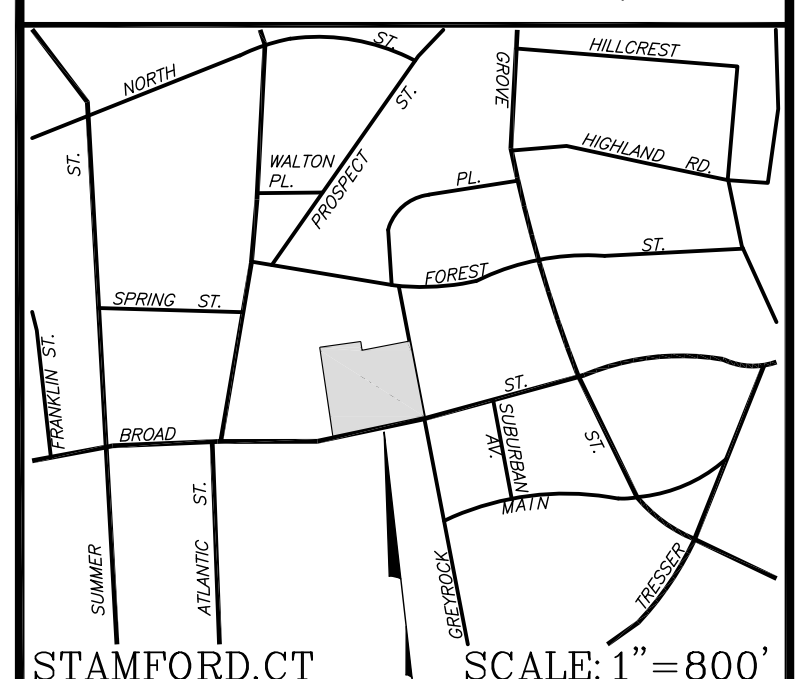 HILLCREST
ST.
GROVE
NORTH
ST.
HIGHLAND RD.
ST.
WALTON
PL.
PROSPECT
PL.
FOREST
ST.
SPRING ST.
FRANKLIN ST.
ST.
BROAD
SUBURBAN
AV.
ST.
MAIN
ST.
SUMMER
ATLANTIC
GREYROCK
TRESSER
STAMFORD,CT
SCALE: 1"=800'